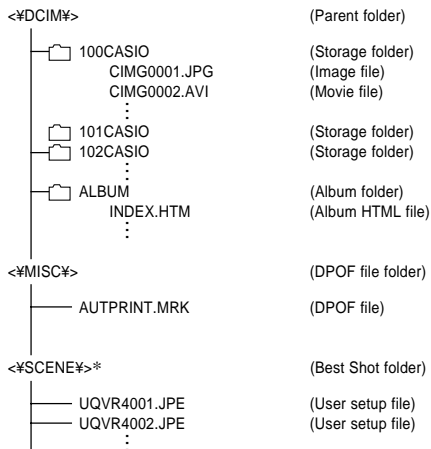 <¥DCIM¥> (Parent folder)
100CASIO (Storage folder)
CIMG0001.JPG (Image file)
CIMG0002.AVI (Movie file)
101CASIO (Storage folder)
102CASIO (Storage folder)
ALBUM (Album folder)
INDEX.HTM (Album HTML file)
<¥MISC¥> (DPOF file folder)
AUTPRINT.MRK (DPOF file)
<¥SCENE¥>* (Best Shot folder)
UQVR4001.JPE (User setup file)
UQVR4002.JPE (User setup file)